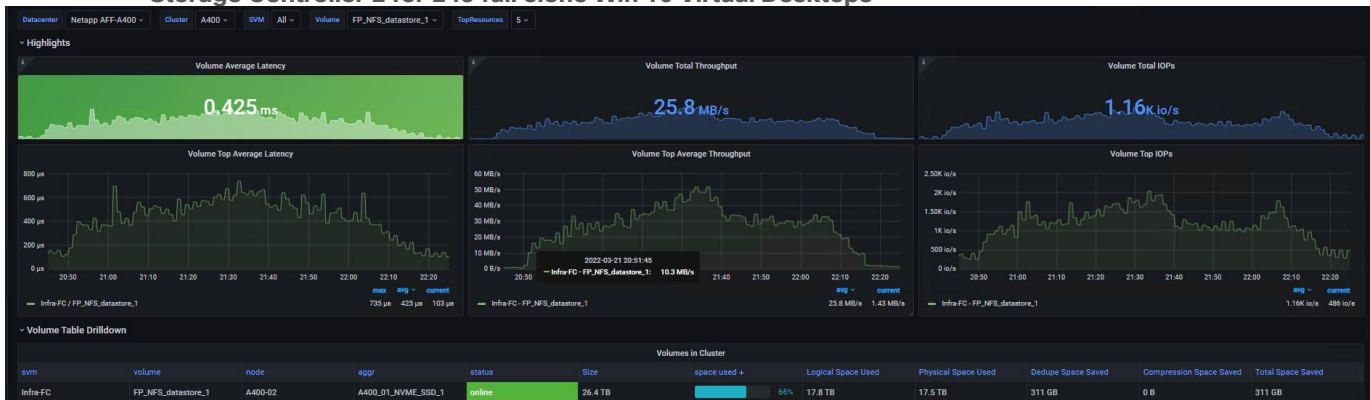 Datacenter Netapp AFF-A400 Cluster A400 SVM All Volume FP_NFS_datastore_1 TopResources 5
Highlights
Volume Average Latency
0.425 ms
Volume Total Throughput
25.8 MB/s
Volume Total IOPs
1.16K io/s
Volume Top Average Latency
800 µs
600 µs
400 µs
200 µs
0 µs
20:50 21:00 21:10 21:20 21:30 21:40 21:50 22:00 22:10 22:20
max avg current
Infra-FC / FP_NFS_datastore_1 735 µs 425 µs 103 µs
Volume Top Average Throughput
60 MB/s
50 MB/s
40 MB/s
30 MB/s
20 MB/s
10 MB/s
0 B/s
2022-03-21 20:51:45
Infra-FC - FP_NFS_datastore_1: 10.3 MB/s
20:50 21:40 21:50 22:00 22:10 22:20
avg current
Infra-FC - FP_NFS_datastore_1 25.8 MB/s 1.43 MB/s
Volume Top IOPs
2.50K io/s
2K io/s
1.50K io/s
1K io/s
500 io/s
0 io/s
20:50 21:00 21:10 21:20 21:30 21:40 21:50 22:00 22:10 22:20
avg current
Infra-FC - FP_NFS_datastore_1 1.16K io/s 486 io/s
Volume Table Drilldown
Volumes in Cluster
svm volume node aggr status Size space used Logical Space Used Physical Space Used Dedupe Space Saved Compression Space Saved Total Space Saved
Infra-FC FP_NFS_datastore_1 A400-02 A400_01_NVME_SSD_1 online 26.4 TB 66% 17.8 TB 17.5 TB 311 GB 0 B 311 GB